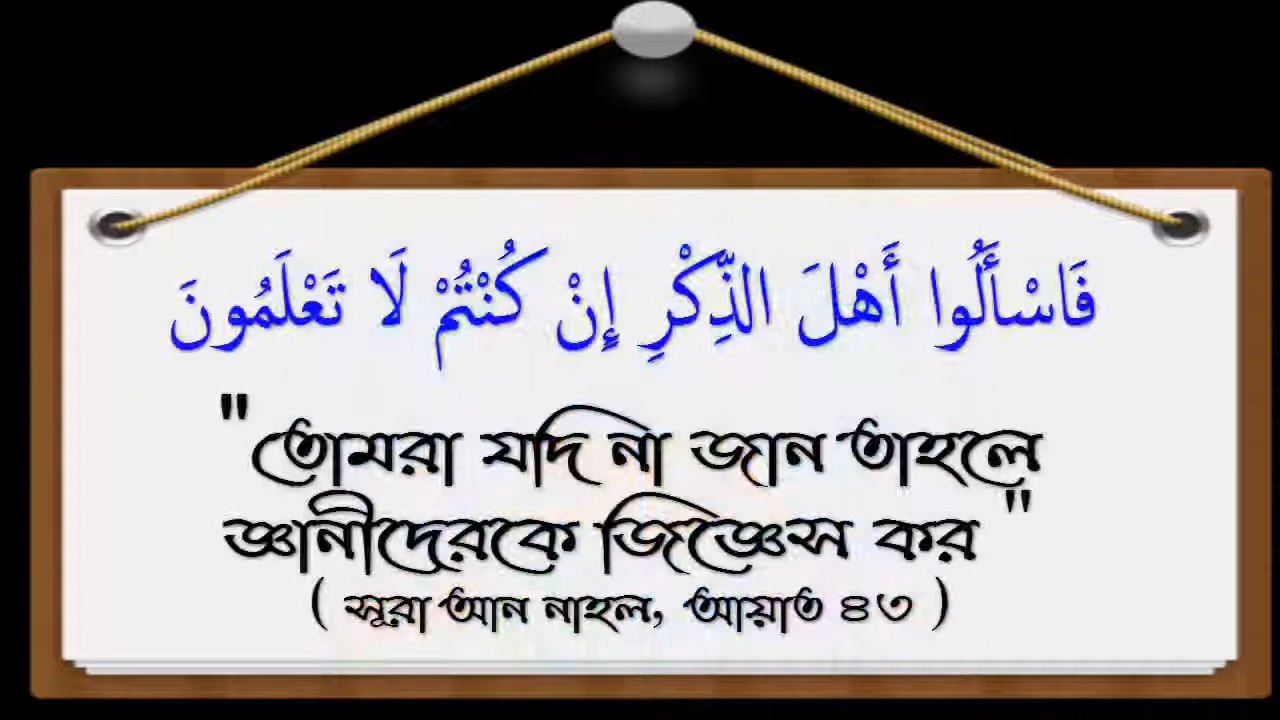 فَاسْأَلُوا أَهْلَ الذِّكْرِ إِنْ كُنْتُمْ لَا تَعْلَمُونَ
"তোমরা যদি না জান তাহলে
জ্ঞানীদেরকে জিজ্ঞেস কর "
( সূরা আন নাহল, আয়াত ৪৩ )